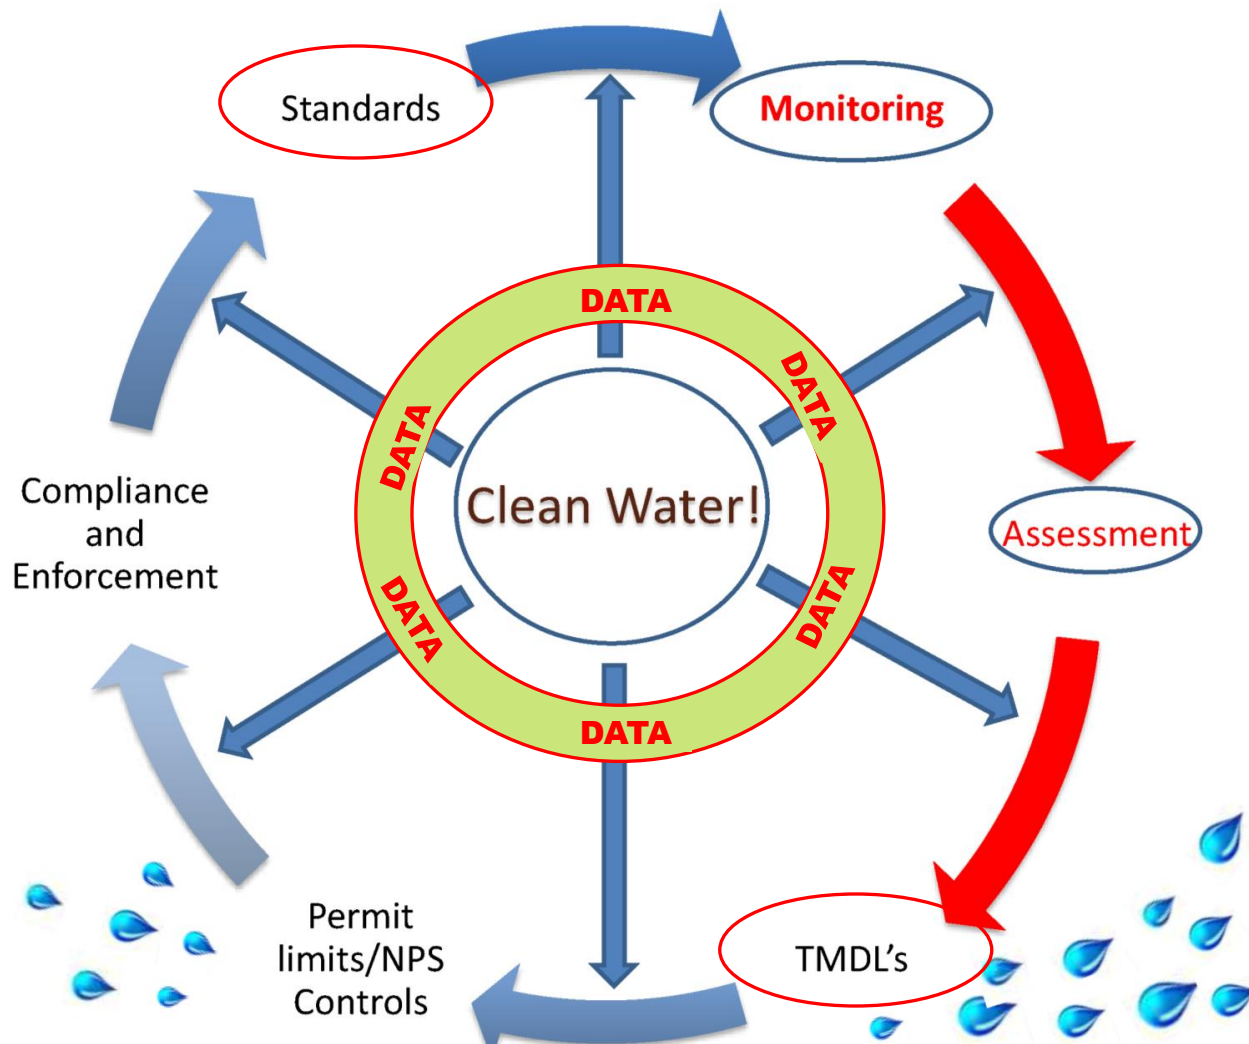 Standards
Monitoring
DATA
DATA
DATA
Clean Water!
Compliance
and
Enforcement
Assessment
DATA
DATA
DATA
Permit
limits/NPS
Controls
TMDL’s